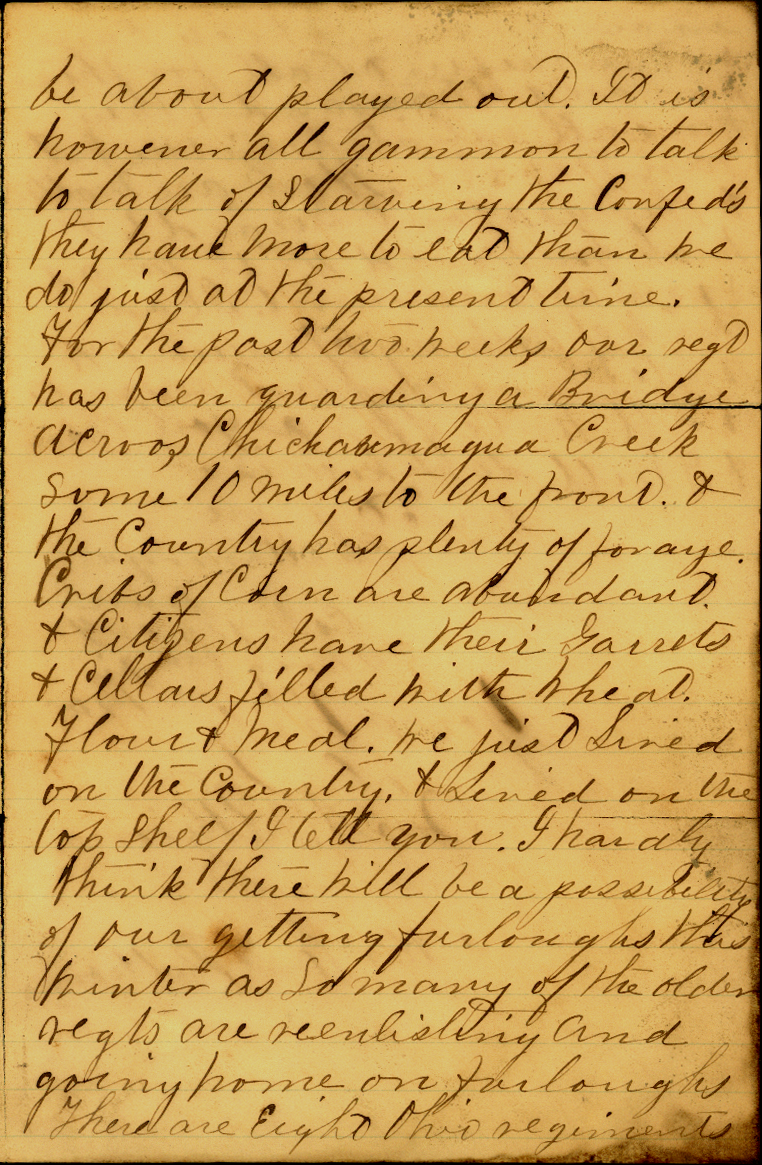 be about played out. It is
however all gammon to talk
to talk of Starving the Confed's
they have more to eat than we
do just at the present time.
For the past two weeks our regt
has been guarding a Bridge
across Chickamaugua Creek
some 10 miles to the front. &
the Country has plenty of forage.
Cribs of Corn are abundant.
& Citizens have their Garrets
& Cellars filled with wheat.
Flour & Meal. we just Lived
on the Country. & Lived on the
top Shelf I tell you. I hardly
think there will be a possibility
of our getting furloughs this
winter as So many of the older
regts are reenlisting and
going home on furloughs
There are Eight Ohio regiments